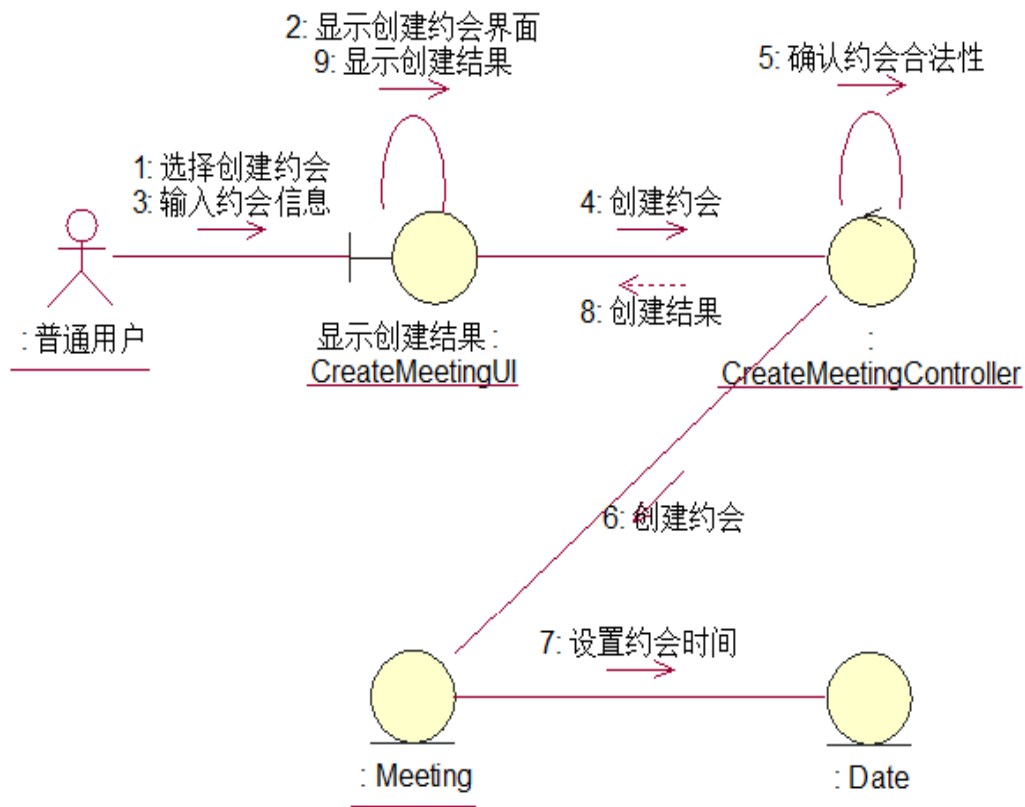 2: 显示创建约会界面
9: 显示创建结果
5: 确认约会合法性
1: 选择创建约会
3: 输入约会信息
4: 创建约会
8: 创建结果
: 普通用户
显示创建结果 :
CreateMeetingUI
:
CreateMeetingController
6: 创建约会
7: 设置约会时间
: Meeting
: Date